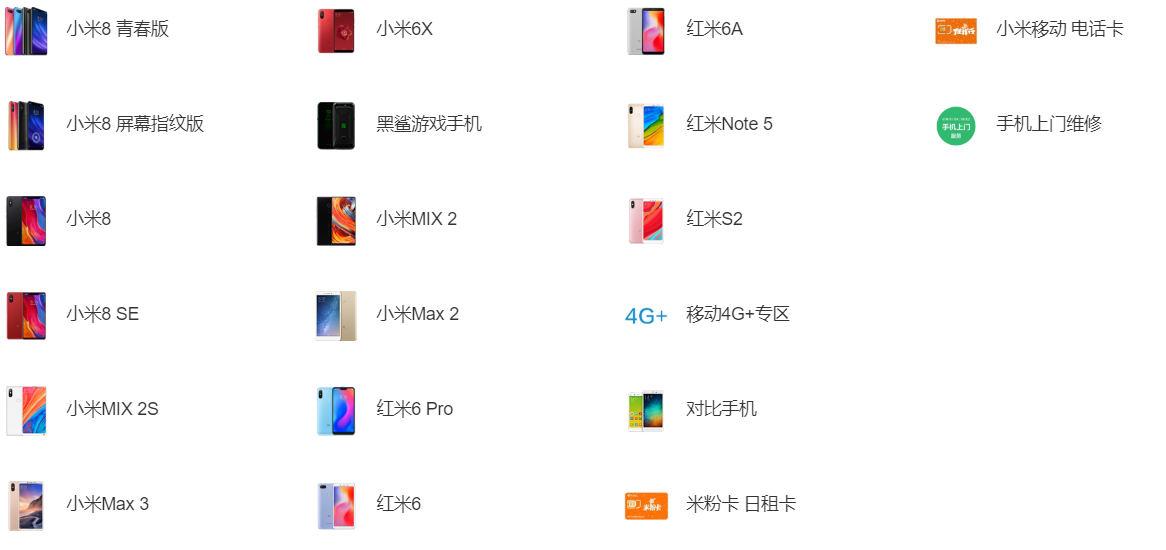 小米8 青春版
小米6X
红米6A
小米移动 电话卡
小米8 屏幕指纹版
黑鲨游戏手机
红米Note 5
手机上门
服务
手机上门维修
小米8
小米MIX 2
红米S2
小米8 SE
小米Max 2
4G+
移动4G+专区
小米MIX 2S
红米6 Pro
对比手机
小米Max 3
红米6
米粉卡
米粉卡 日租卡